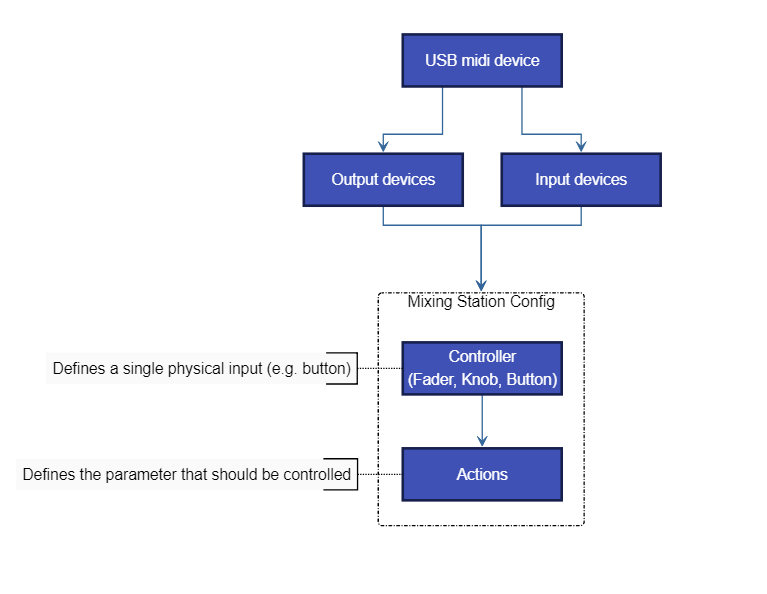 USB midi device
Output devices
Input devices
Mixing Station Config
Defines a single physical input (e.g. button)
Controller
(Fader, Knob, Button)
Defines the parameter that should be controlled
Actions